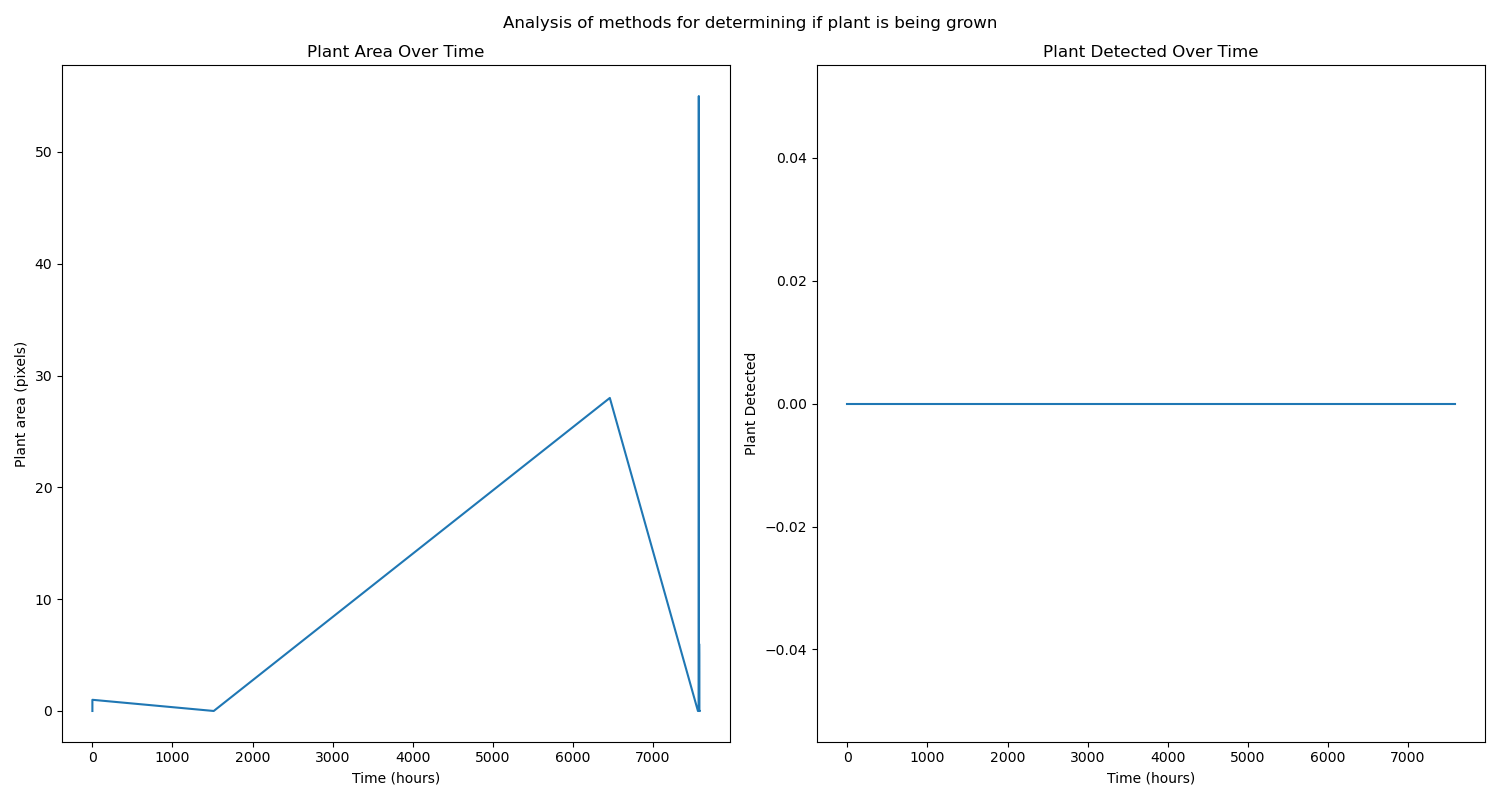 Analysis of methods for determining if plant is being grown
Plant Area Over Time
Plant area (pixels)
50
40
30
20
10
0
0 1000 2000 3000 4000 5000 6000 7000
Time (hours)
Plant Detected Over Time
Plant Detected
0.04
0.02
0.00
−0.02
−0.04
0 1000 2000 3000 4000 5000 6000 7000
Time (hours)